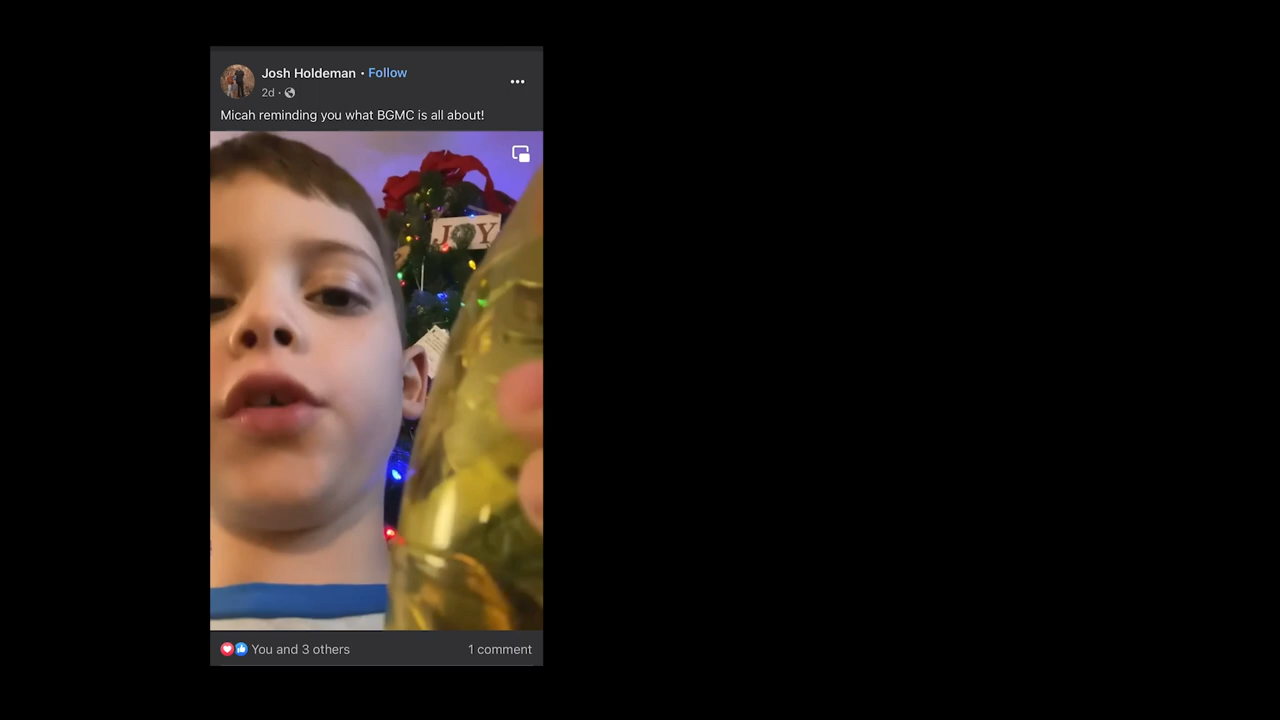 Josh Holdeman · Follow
2d ·
Micah reminding you what BGMC is all about!
JOY
You and 3 others
1 comment